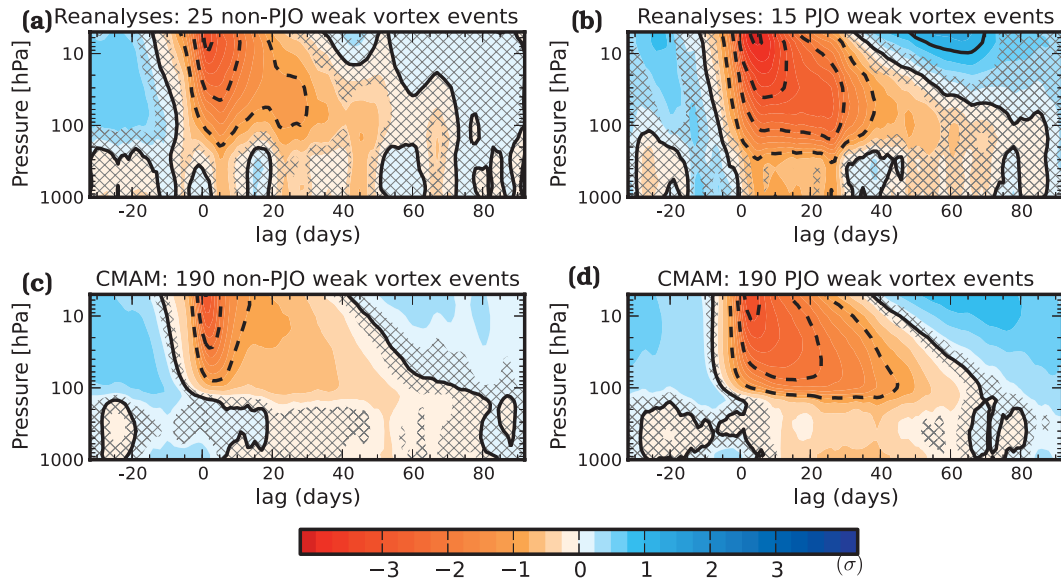 (a) Reanalyses: 25 non-PJO weak vortex events
Pressure [hPa]
10
100
1000
-20 0 20 40 60 80
lag (days)
(b) Reanalyses: 15 PJO weak vortex events
Pressure [hPa]
10
100
1000
-20 0 20 40 60 80
lag (days)
(c) CMAM: 190 non-PJO weak vortex events
Pressure [hPa]
10
100
1000
-20 0 20 40 60 80
lag (days)
(d) CMAM: 190 PJO weak vortex events
Pressure [hPa]
10
100
1000
-20 0 20 40 60 80
lag (days)
−3 −2 −1 0 1 2 3 (σ)